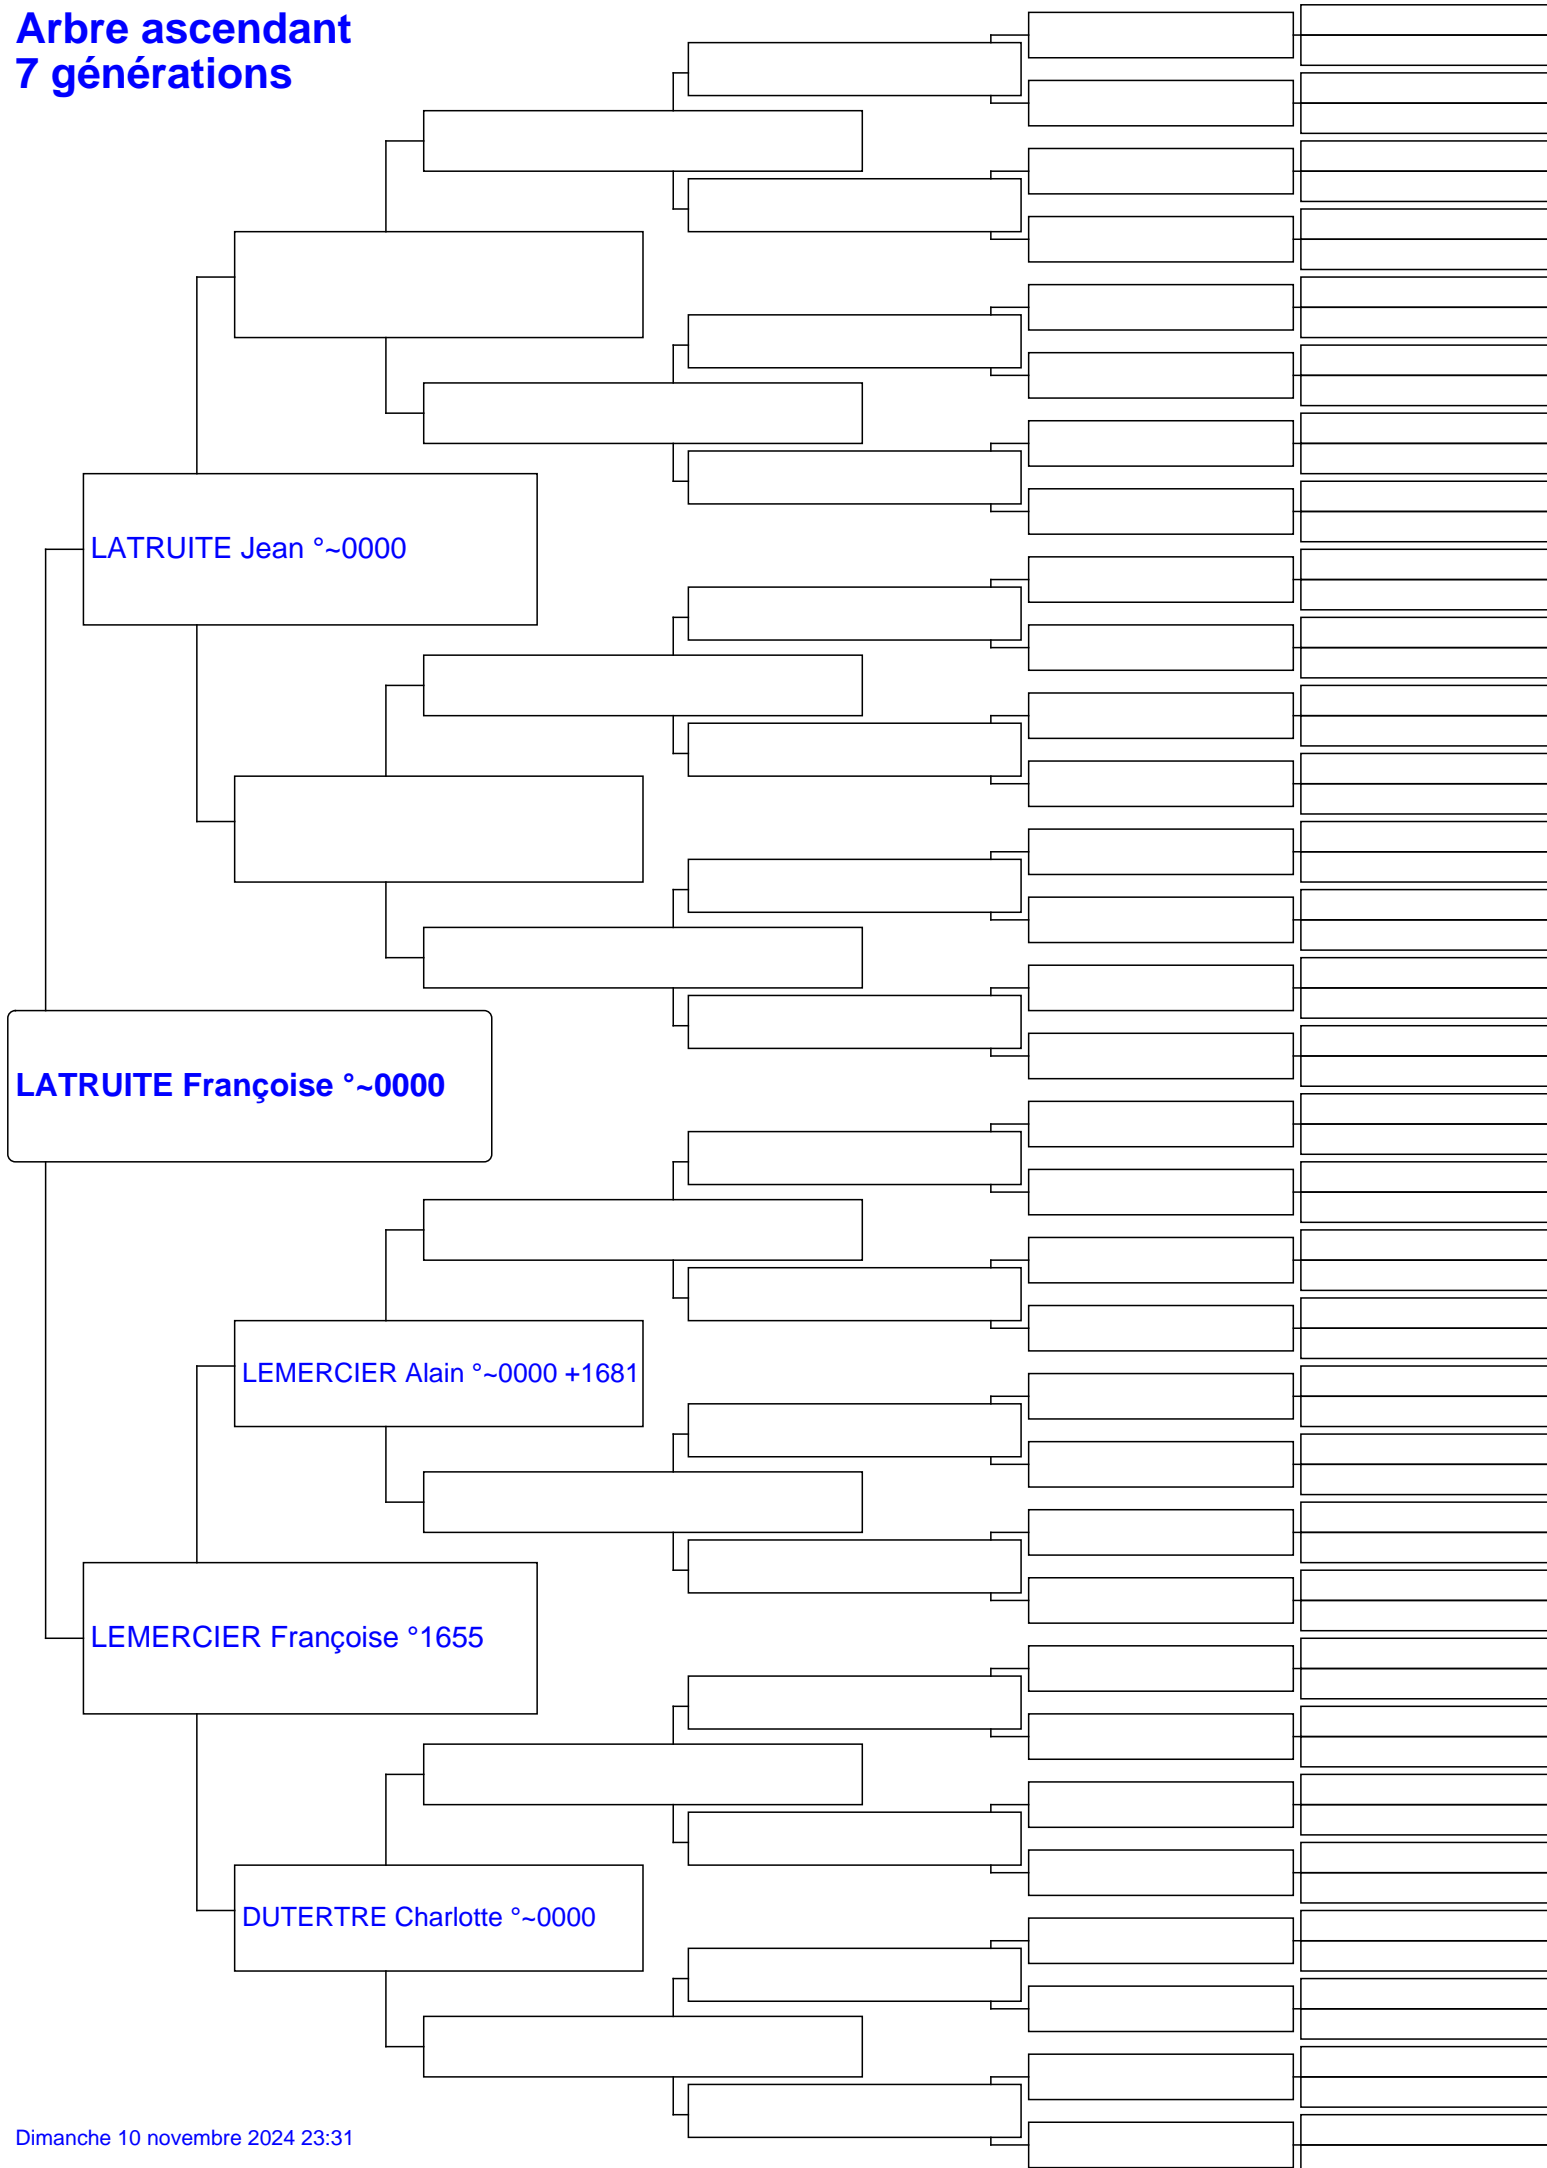 Arbre ascendant
7 générations
LATRUITE Jean °~0000
LATRUITE Françoise °~0000
LEMERCIER Alain °~0000 +1681
LEMERCIER Françoise °1655
DUTERTRE Charlotte °~0000
Dimanche 10 novembre 2024 23:31